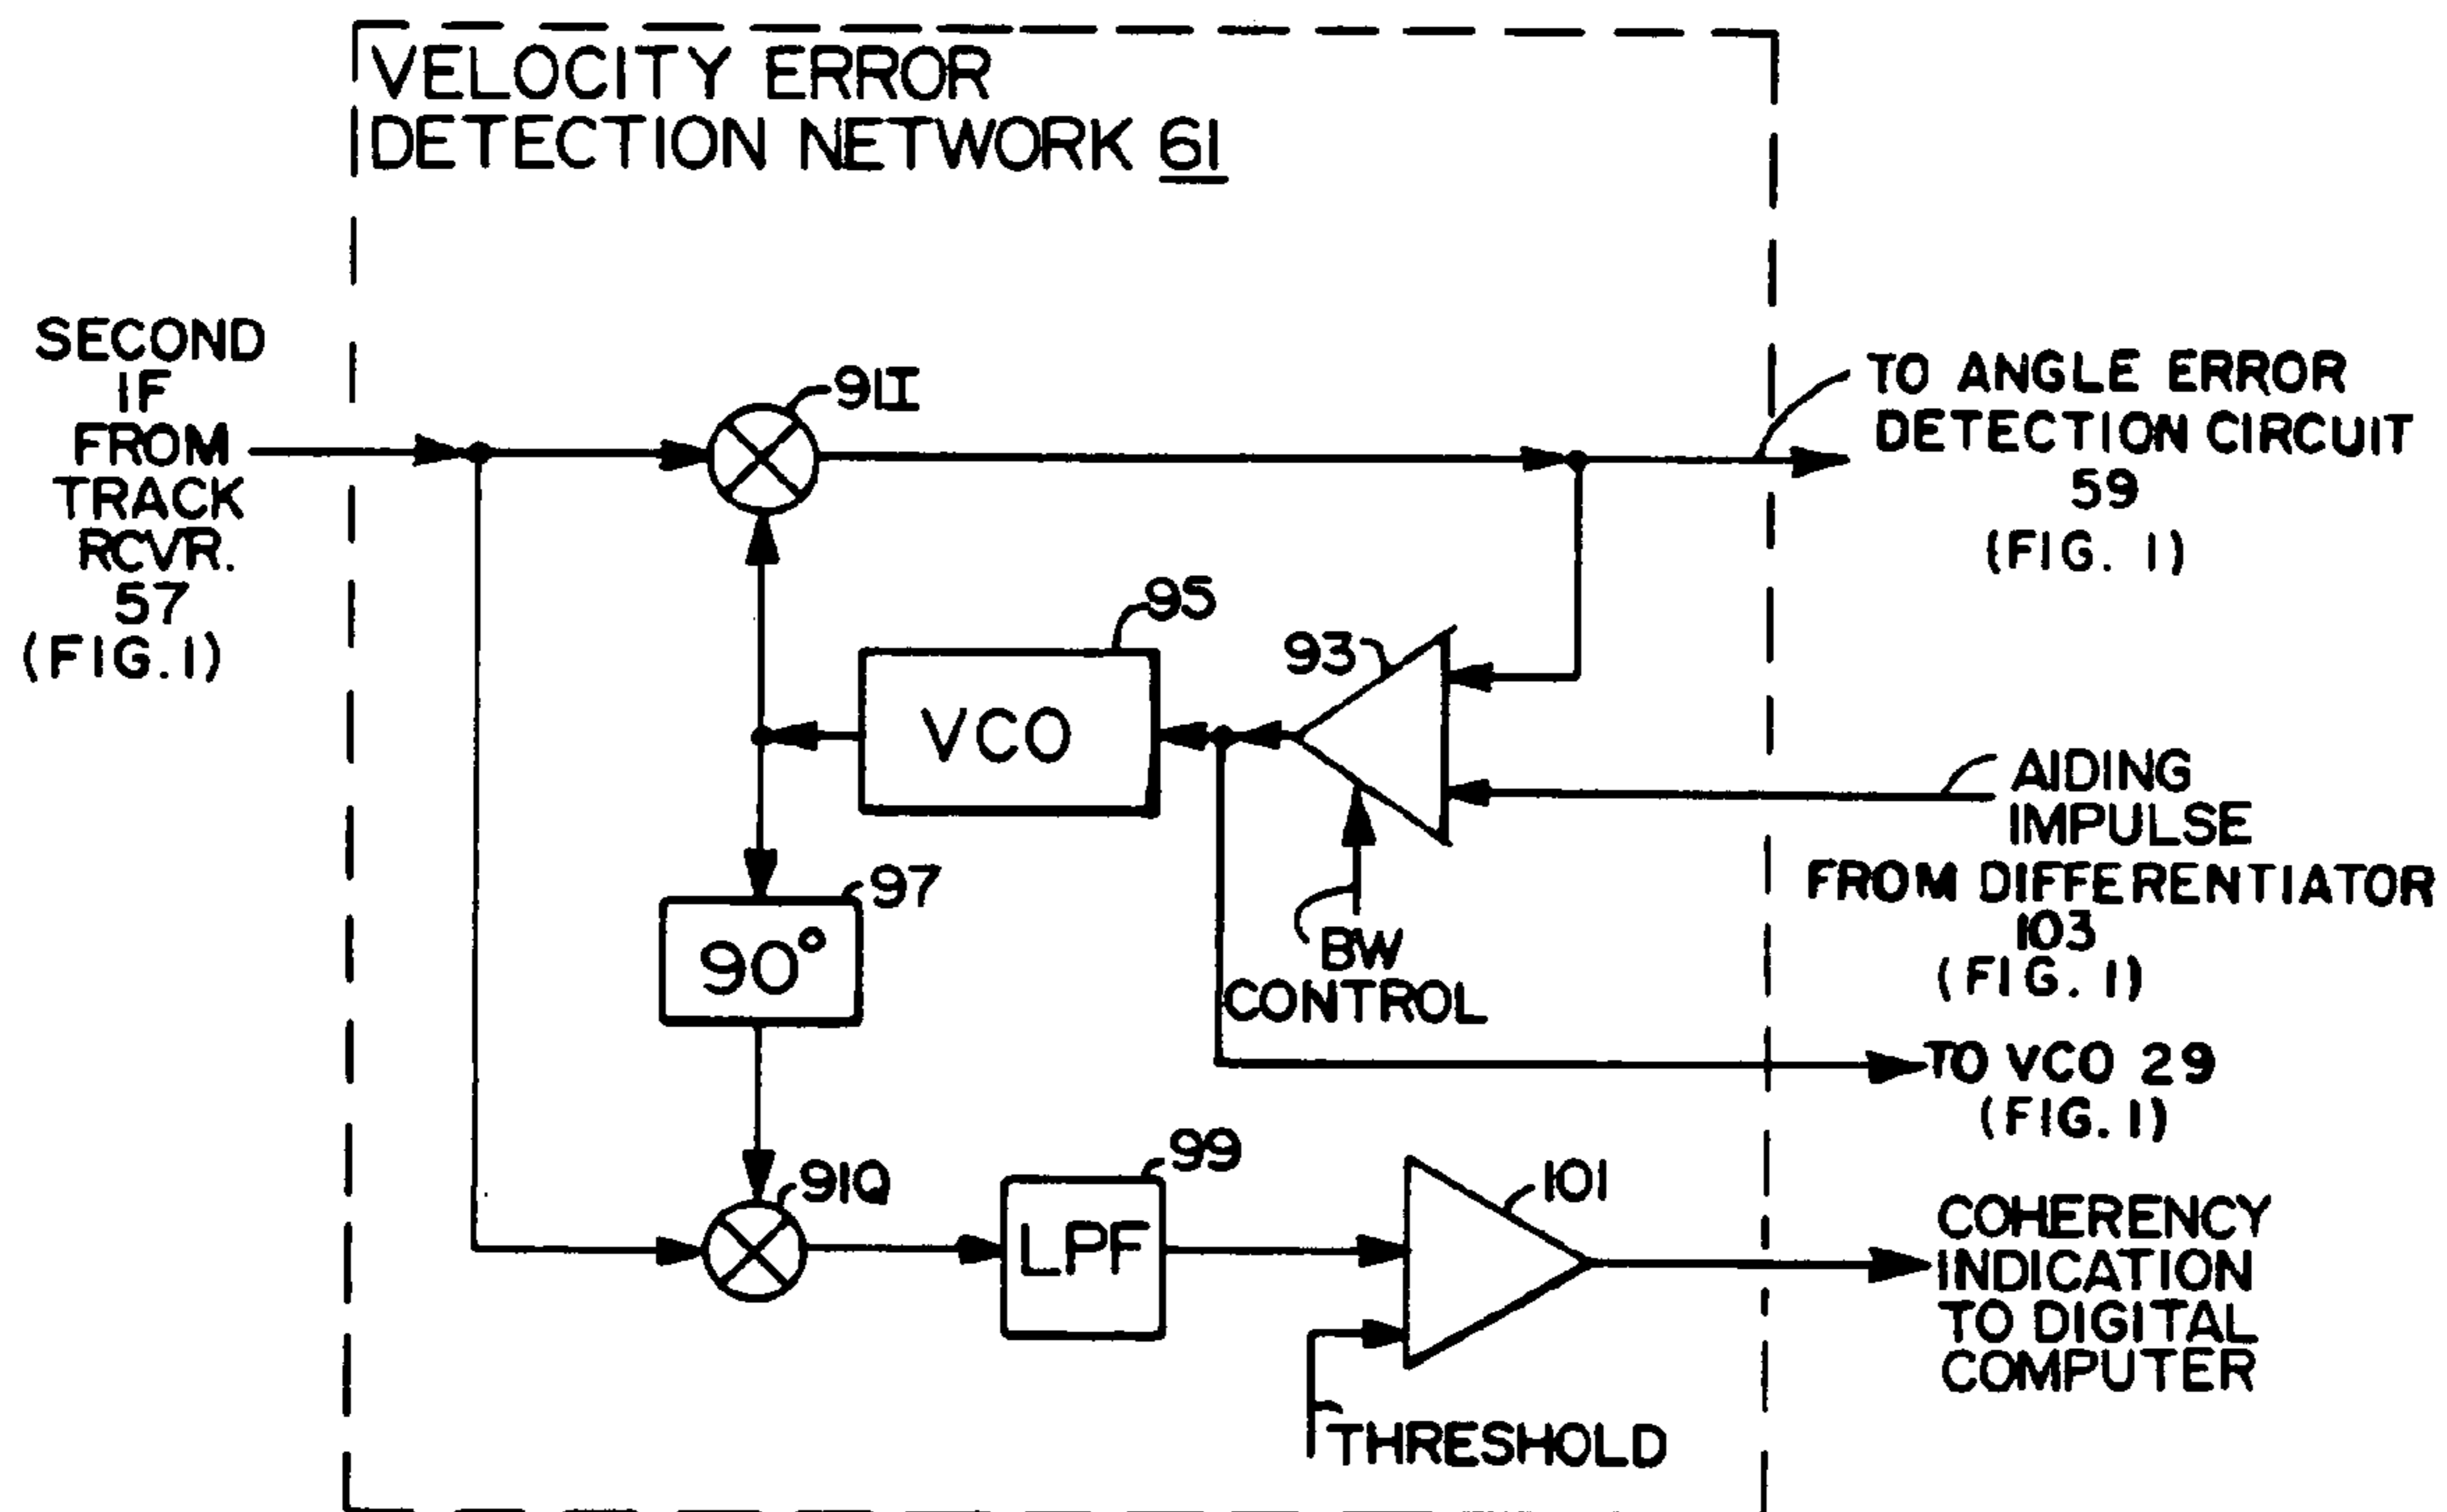 VELOCITY ERROR
DETECTION NETWORK 61
SECOND
IF
FROM
TRACK
RCVR.
57
(FIG. 1)
91I
TO ANGLE ERROR
DETECTION CIRCUIT
59
(FIG. 1)
95
VCO
93
AIDING
IMPULSE
FROM DIFFERENTIATOR
103
(FIG. 1)
BW
CONTROL
97
90°
TO VCO 29
(FIG. 1)
91Q
99
LPF
101
COHERENCY
INDICATION
TO DIGITAL
COMPUTER
THRESHOLD